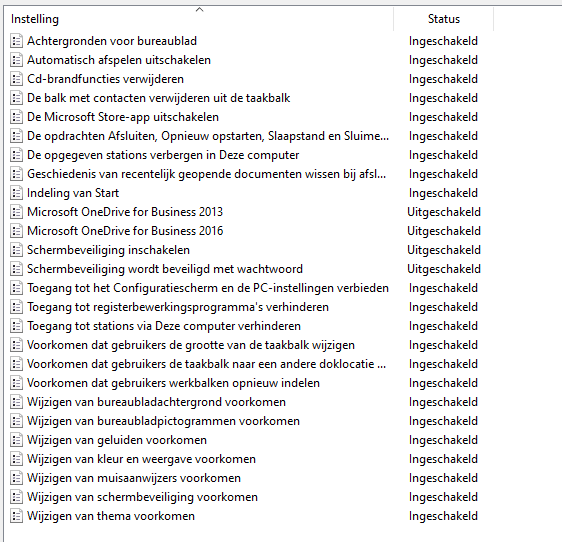 Instelling Status
Achtergronden voor bureaublad Ingeschakeld
Automatisch afspelen uitschakelen Ingeschakeld
Cd-brandfuncties verwijderen Ingeschakeld
De balk met contacten verwijderen uit de taakbalk Ingeschakeld
De Microsoft Store-app uitschakelen Ingeschakeld
De opdrachten Afsluiten, Opnieuw opstarten, Slaapstand en Sluime... Ingeschakeld
De opgegeven stations verbergen in Deze computer Ingeschakeld
Geschiedenis van recentelijk geopende documenten wissen bij afsl... Ingeschakeld
Indeling van Start Ingeschakeld
Microsoft OneDrive for Business 2013 Uitgeschakeld
Microsoft OneDrive for Business 2016 Uitgeschakeld
Schermbeveiliging inschakelen Uitgeschakeld
Schermbeveiliging wordt beveiligd met wachtwoord Uitgeschakeld
Toegang tot het Configuratiescherm en de PC-instellingen verbieden Ingeschakeld
Toegang tot registerbewerkingsprogramma's verhinderen Ingeschakeld
Toegang tot stations via Deze computer verhinderen Ingeschakeld
Voorkomen dat gebruikers de grootte van de taakbalk wijzigen Ingeschakeld
Voorkomen dat gebruikers de taakbalk naar een andere doklocatie ... Ingeschakeld
Voorkomen dat gebruikers werkbalken opnieuw indelen Ingeschakeld
Wijzigen van bureaubladachtergrond voorkomen Ingeschakeld
Wijzigen van bureaubladpictogrammen voorkomen Ingeschakeld
Wijzigen van geluiden voorkomen Ingeschakeld
Wijzigen van kleur en weergave voorkomen Ingeschakeld
Wijzigen van muisaanwijzers voorkomen Ingeschakeld
Wijzigen van schermbeveiliging voorkomen Ingeschakeld
Wijzigen van thema voorkomen Ingeschakeld